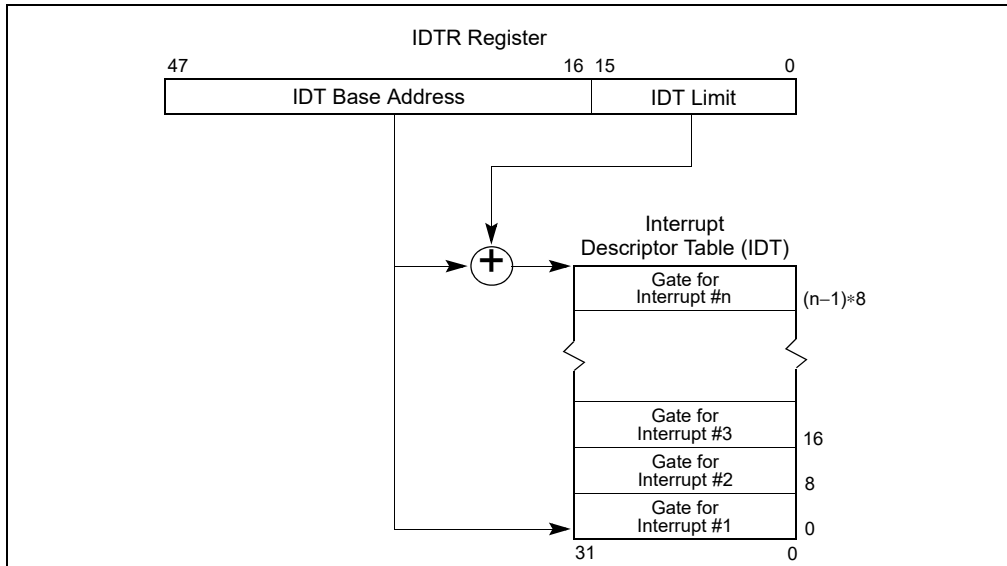 IDTR Register
47 16 15 0
IDT Base Address IDT Limit
+
Interrupt
Descriptor Table (IDT)
Gate for
Interrupt #n
(n−1)∗8
Gate for
Interrupt #3
16
Gate for
Interrupt #2
8
Gate for
Interrupt #1
0
31 0